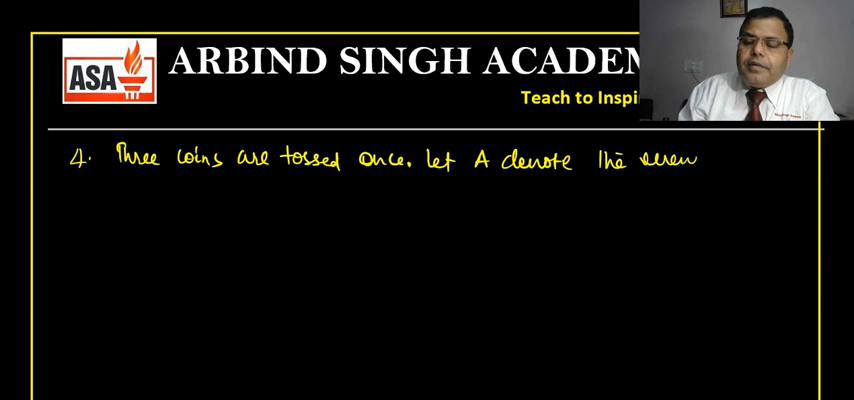 ASA
ARBIND SINGH ACADEM
Teach to Inspi
4. Three coins are tossed once. Let A denote the